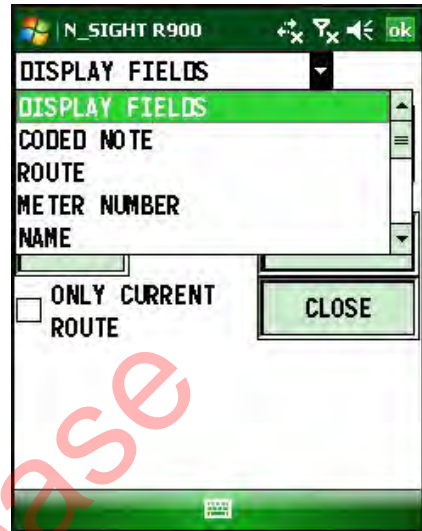 N_SIGHT R900
ok
DISPLAY FIELDS
DISPLAY FIELDS
CODED NOTE
ROUTE
METER NUMBER
NAME
ONLY CURRENT
ROUTE
CLOSE
ase